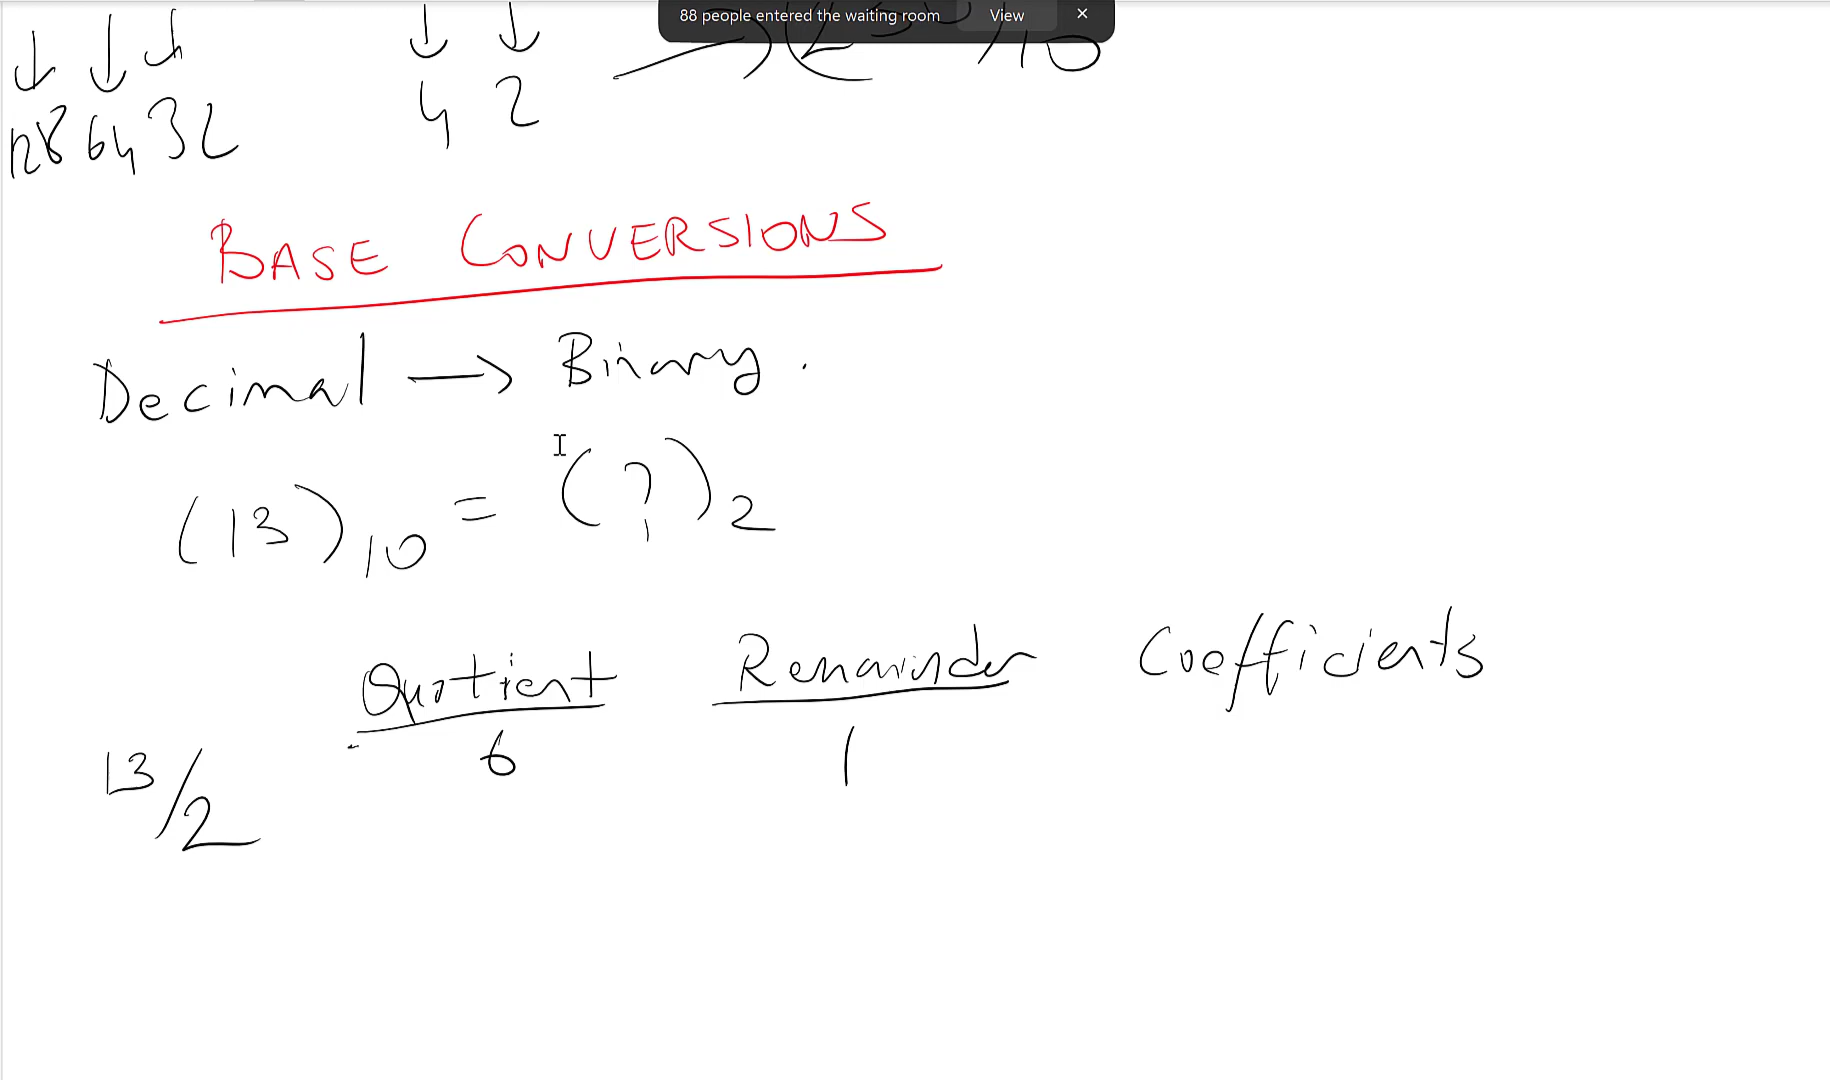 88 people entered the waiting room View ×
10
128 64 32 4 2
BASE CONVERSIONS
Decimal → Binary.
(13)10 = (?)2
Quotient Remainder Coefficients
13/2 6 1